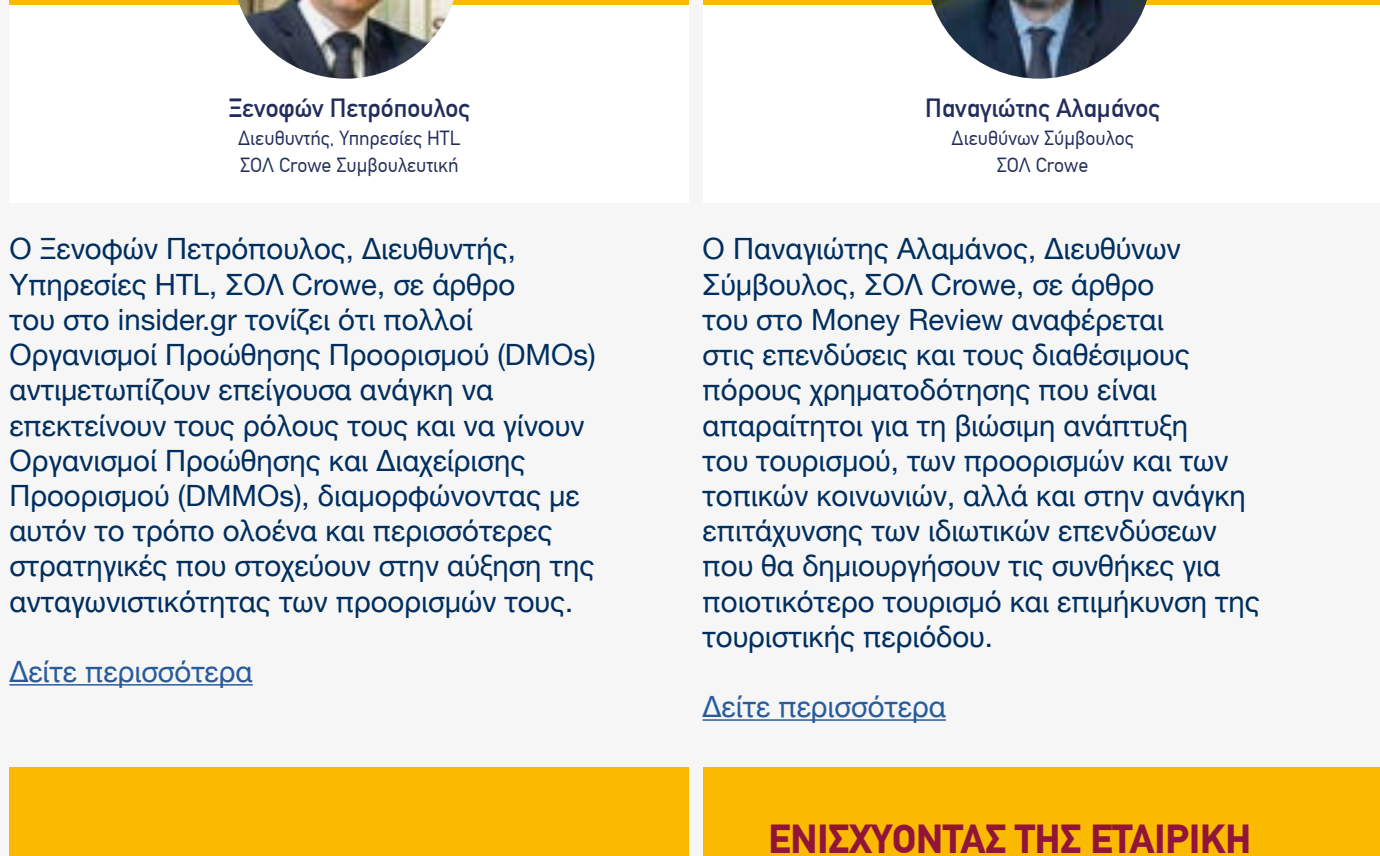 Ξενοφών Πετρόπουλος
Διευθυντής, Υπηρεσίες HTL
ΣΟΛ Crowe Συμβουλευτική
Ο Ξενοφών Πετρόπουλος, Διευθυντής,
Υπηρεσίες HTL, ΣΟΛ Crowe, σε άρθρο
του στο insider.gr τονίζει ότι πολλοί
Οργανισμοί Προώθησης Προορισμού (DMOs)
αντιμετωπίζουν επείγουσα ανάγκη να
επεκτείνουν τους ρόλους τους και να γίνουν
Οργανισμοί Προώθησης και Διαχείρισης
Προορισμού (DMMOs), διαμορφώνοντας με
αυτόν το τρόπο ολοένα και περισσότερες
στρατηγικές που στοχεύουν στην αύξηση της
ανταγωνιστικότητας των προορισμών τους.
Δείτε περισσότερα
Παναγιώτης Αλαμάνος
Διευθύνων Σύμβουλος
ΣΟΛ Crowe
Ο Παναγιώτης Αλαμάνος, Διευθύνων
Σύμβουλος, ΣΟΛ Crowe, σε άρθρο
του στο Money Review αναφέρεται
στις επενδύσεις και τους διαθέσιμους
πόρους χρηματοδότησης που είναι
απαραίτητοι για τη βιώσιμη ανάπτυξη
του τουρισμού, των προορισμών και των
τοπικών κοινωνιών, αλλά και στην ανάγκη
επιτάχυνσης των ιδιωτικών επενδύσεων
που θα δημιουργήσουν τις συνθήκες για
ποιοτικότερο τουρισμό και επιμήκυνση της
τουριστικής περιόδου.
Δείτε περισσότερα
ΕΝΙΣΧΥΟΝΤΑΣ ΤΗΣ ΕΤΑΙΡΙΚΗ